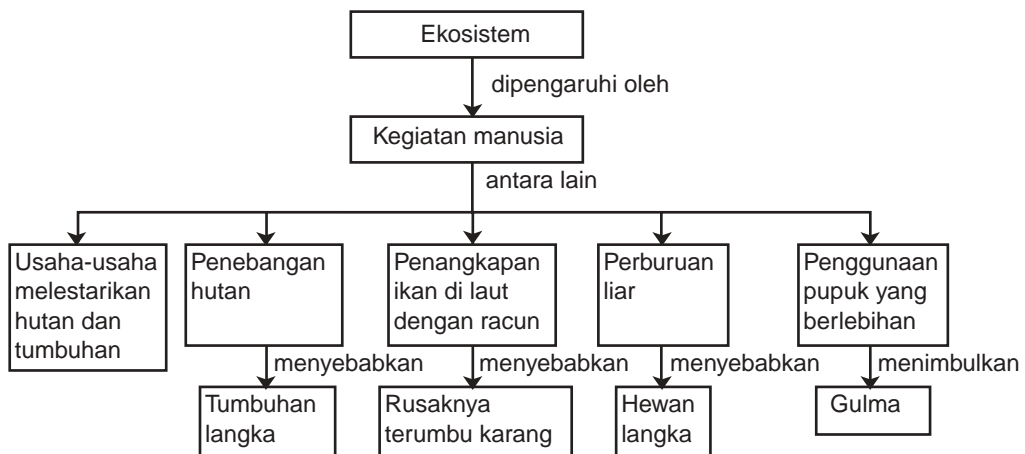 Ekosistem
dipengaruhi oleh
Kegiatan manusia
antara lain
Usaha-usaha
melestarikan
hutan dan
tumbuhan
Penebangan
hutan
Penangkapan
ikan di laut
dengan racun
Perburuan
liar
Penggunaan
pupuk yang
berlebihan
menyebabkan
menyebabkan
menyebabkan
menimbulkan
Tumbuhan
langka
Rusaknya
terumbu karang
Hewan
langka
Gulma